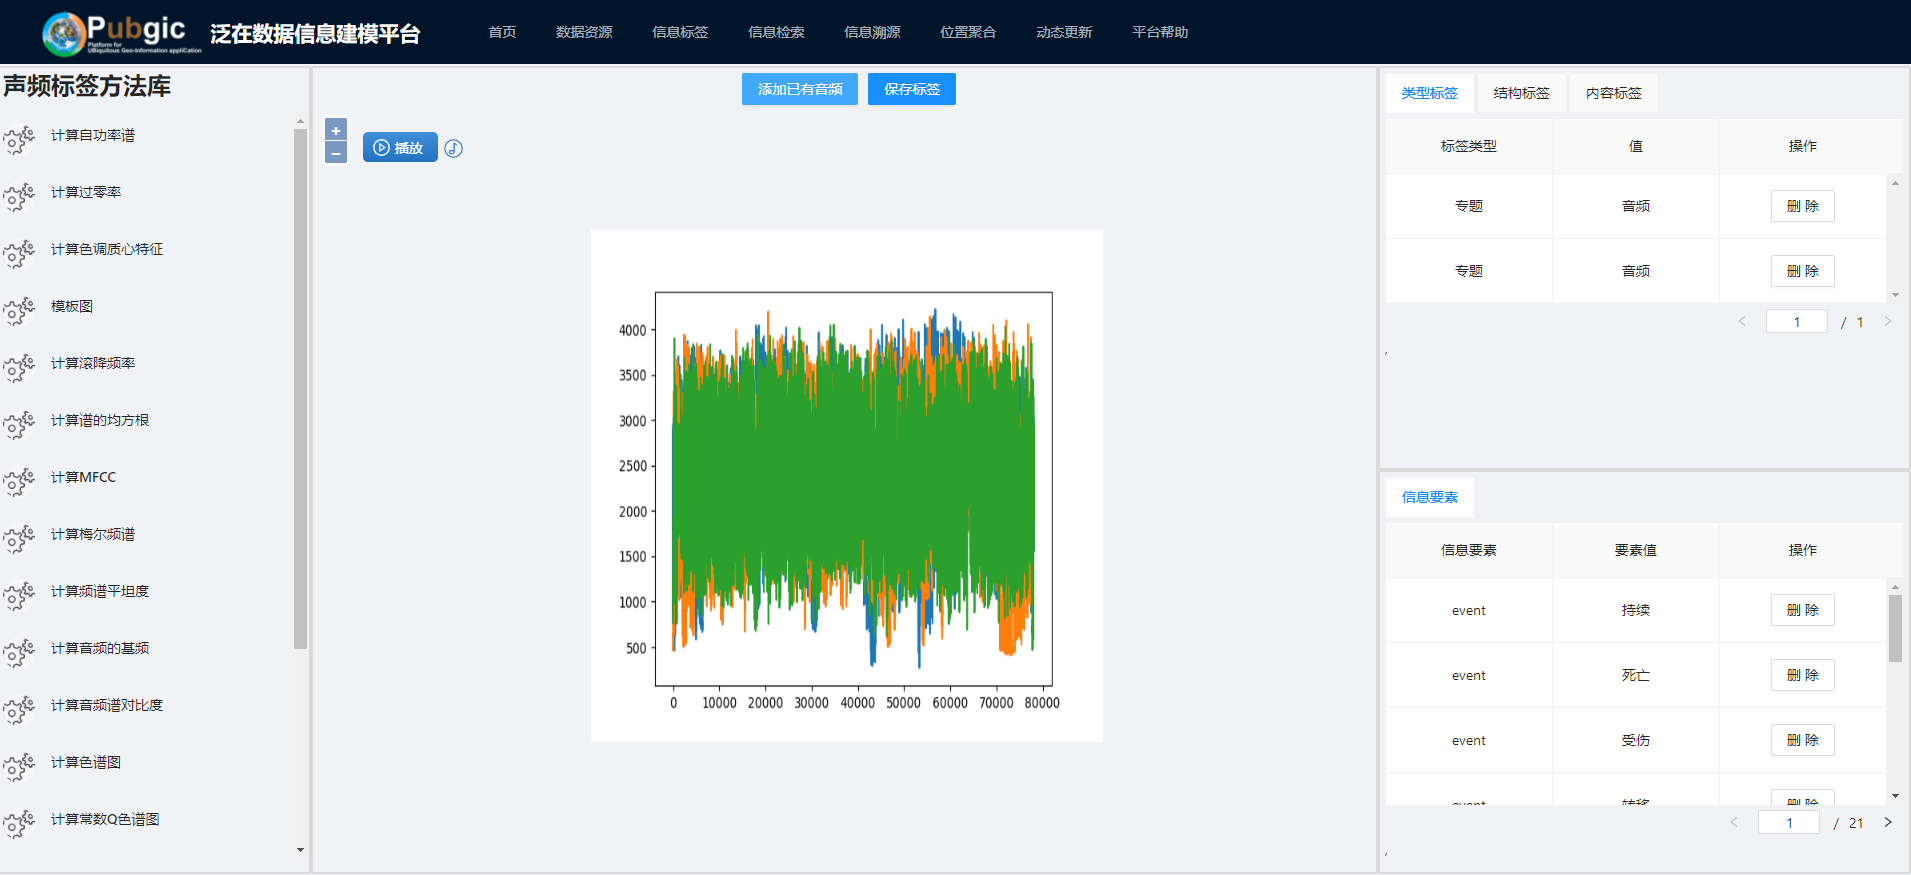 Pubgic
Platform for
UBiquitous Geo-Information appliCation
泛在数据信息建模平台
首页
数据资源
信息标签
信息检索
信息溯源
位置聚合
动态更新
平台帮助
声频标签方法库
计算自功率谱
计算过零率
计算色调质心特征
模板图
计算滚降频率
计算谱的均方根
计算MFCC
计算梅尔频谱
计算频谱平坦度
计算音频的基频
计算音频谱对比度
计算色谱图
计算常数Q色谱图
添加已有音频
保存标签
+
−
播放
4000
3500
3000
2500
2000
1500
1000
500
0 10000 20000 30000 40000 50000 60000 70000 80000
类型标签 结构标签 内容标签
标签类型 值 操作
专题 音频 删 除
专题 音频 删 除
< 1 / 1 >
,
信息要素
信息要素 要素值 操作
event 持续 删 除
event 死亡 删 除
event 受伤 删 除
event 转移 删 除
< 1 / 21 >
,